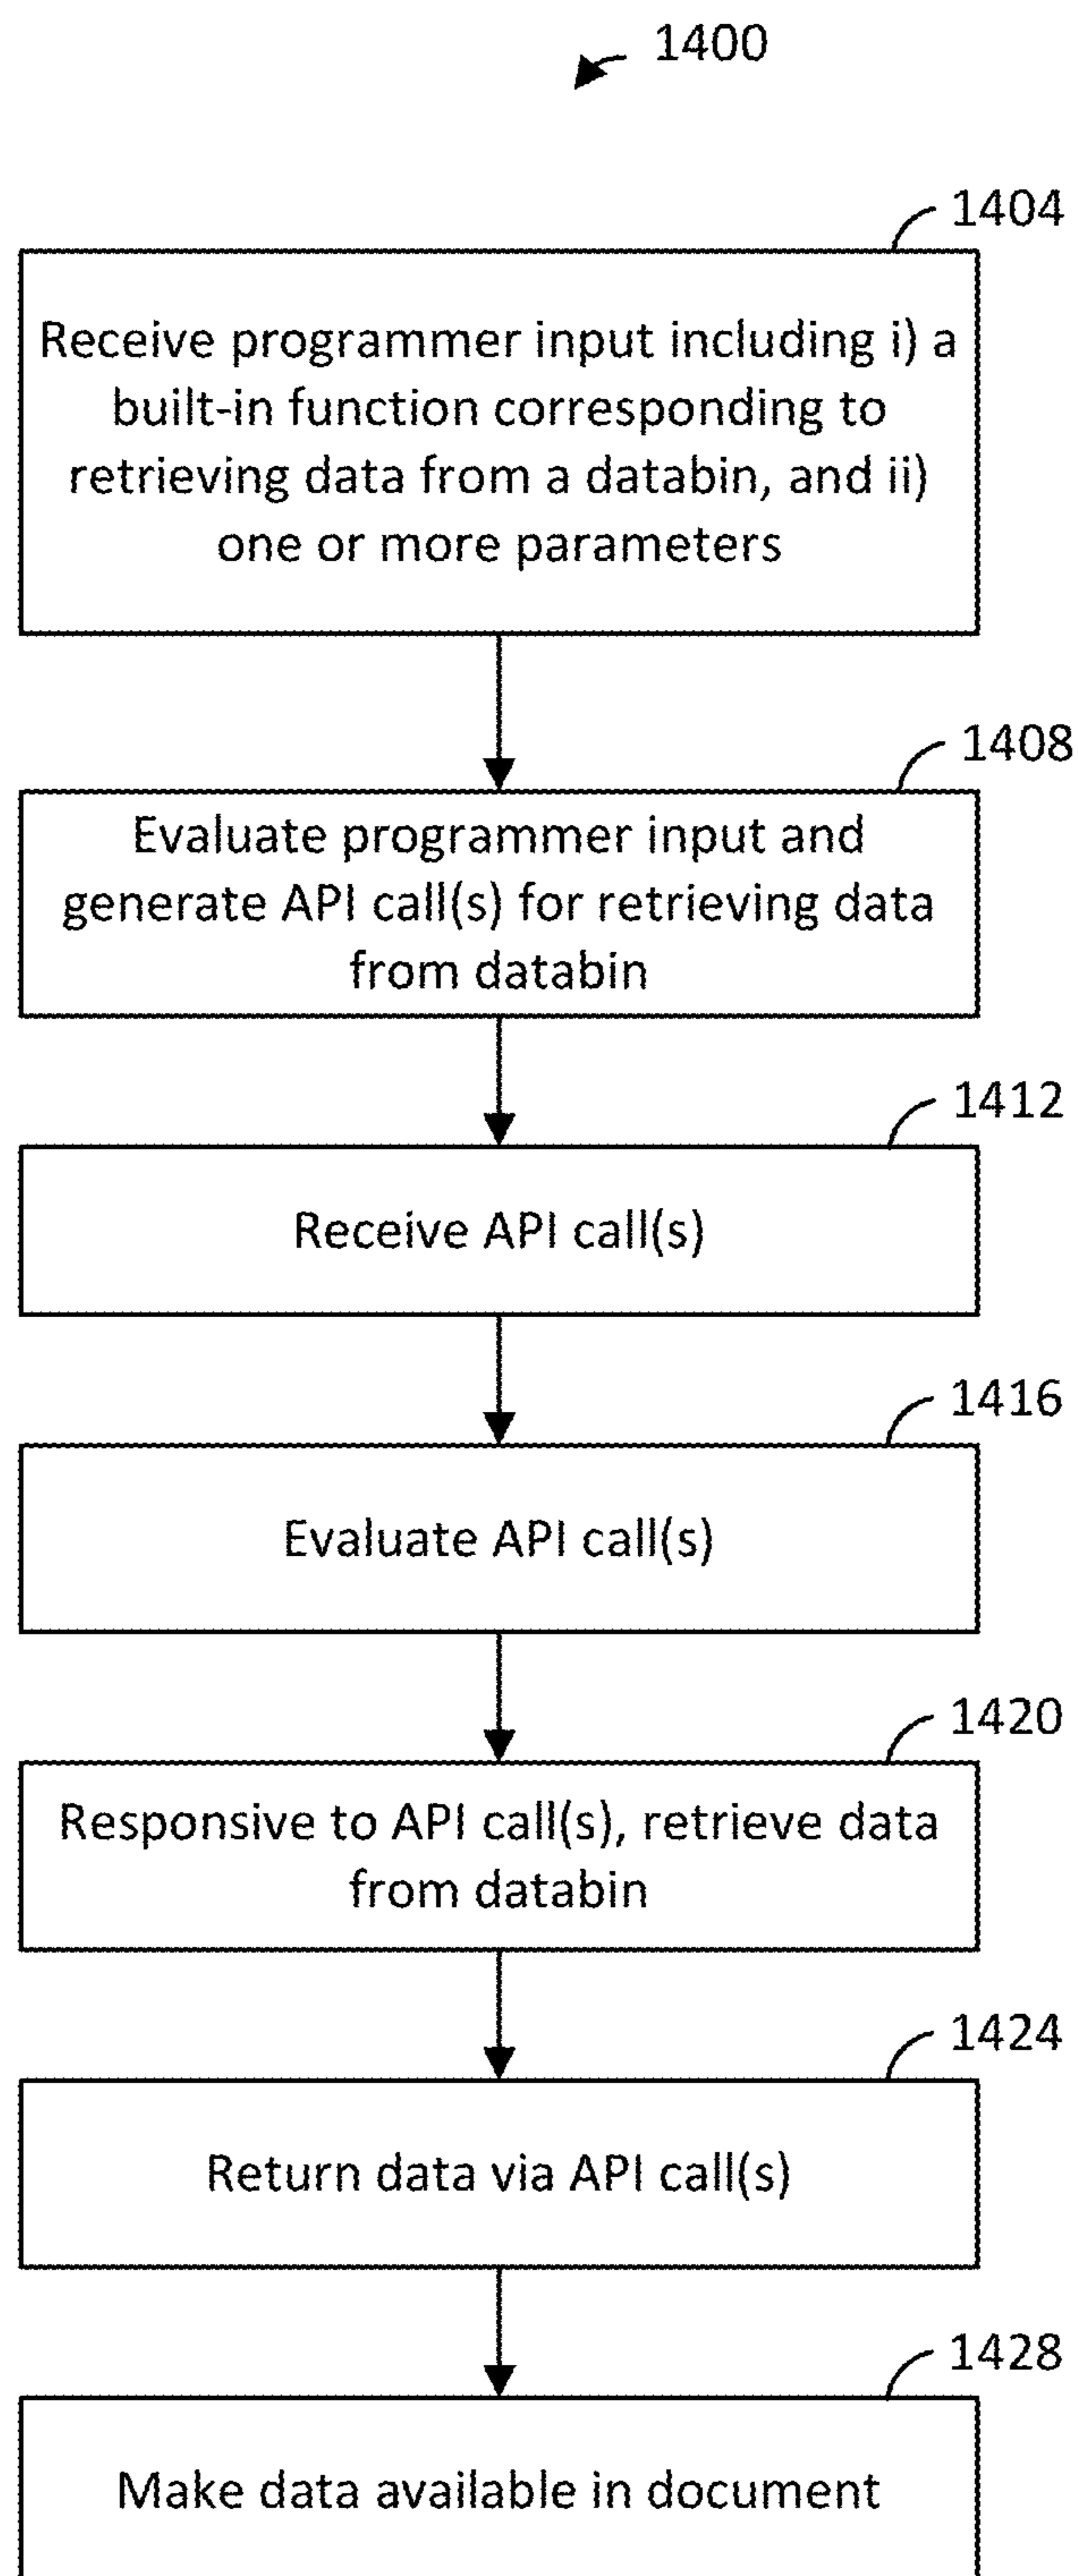 1400
1404
Receive programmer input including i) a
built-in function corresponding to
retrieving data from a databin, and ii)
one or more parameters
1408
Evaluate programmer input and
generate API call(s) for retrieving data
from databin
1412
Receive API call(s)
1416
Evaluate API call(s)
1420
Responsive to API call(s), retrieve data
from databin
1424
Return data via API call(s)
1428
Make data available in document